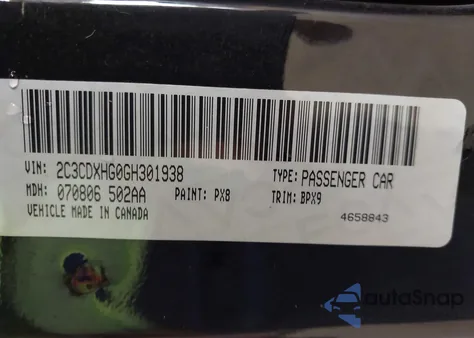 VIN: 2C3CDXHG0GH301938 TYPE: PASSENGER CAR
MDH: 070806 502AA PAINT: PX8 TRIM: BPX9
VEHICLE MADE IN CANADA 4658843
autoSnap